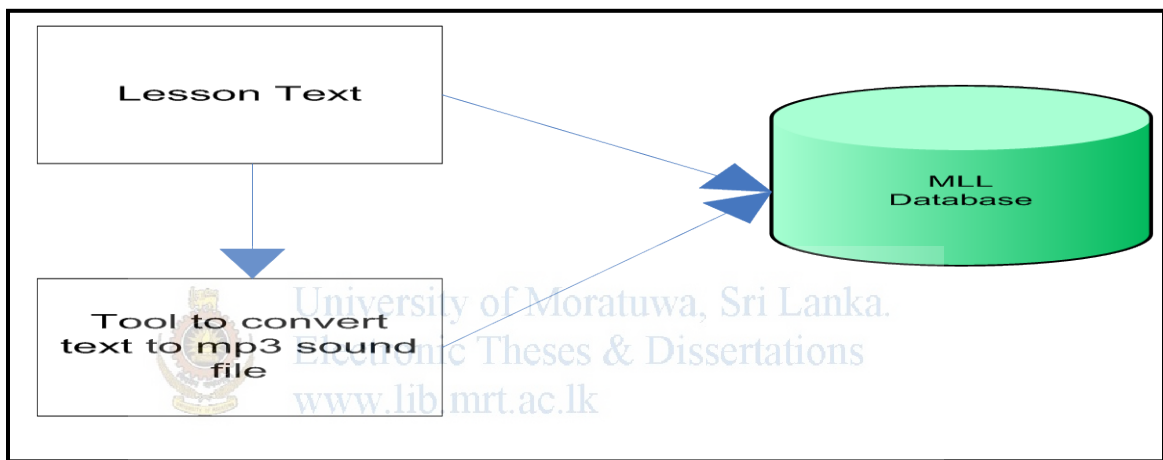 Lesson Text
MLL
Database
Tool to convert
text to mp3 sound
file
University of Moratuwa, Sri Lanka.
Electronic Theses & Dissertations
www.lib.mrt.ac.lk